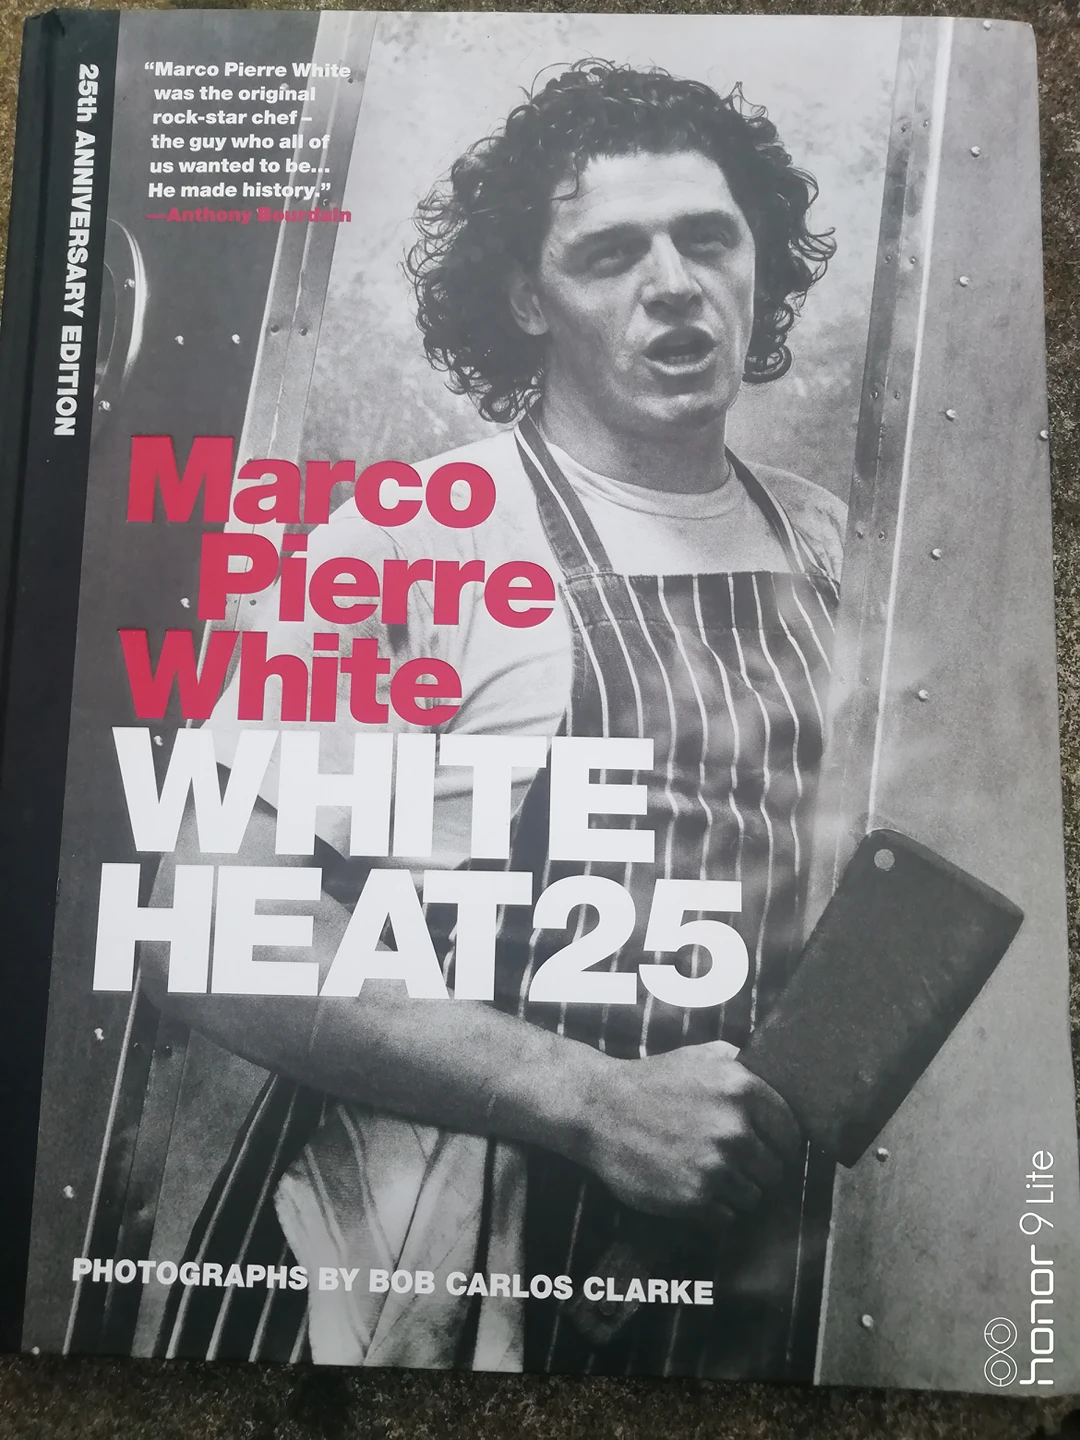 25th ANNIVERSARY EDITION
“Marco Pierre White
was the original
rock-star chef –
the guy who all of
us wanted to be...
He made history.”
—Anthony Bourdain
Marco
Pierre
White
WHITE
HEAT25
PHOTOGRAPHS BY BOB CARLOS CLARKE
honor 9 Lite